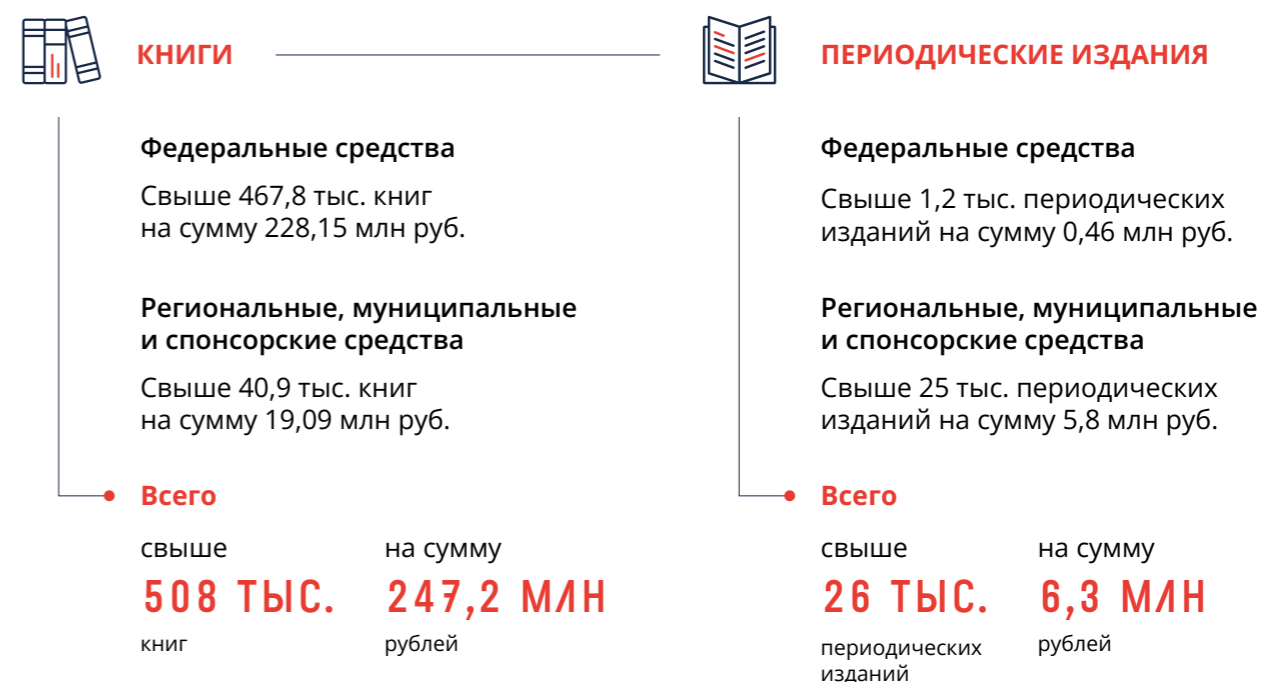 КНИГИ
Федеральные средства
Свыше 467,8 тыс. книг
на сумму 228,15 млн руб.
Региональные, муниципальные
и спонсорские средства
Свыше 40,9 тыс. книг
на сумму 19,09 млн руб.
Всего
свыше
508 ТЫС.
книг
на сумму
247,2 МЛН
рублей
ПЕРИОДИЧЕСКИЕ ИЗДАНИЯ
Федеральные средства
Свыше 1,2 тыс. периодических
изданий на сумму 0,46 млн руб.
Региональные, муниципальные
и спонсорские средства
Свыше 25 тыс. периодических
изданий на сумму 5,8 млн руб.
Всего
свыше
26 ТЫС.
периодических
изданий
на сумму
6,3 МЛН
рублей